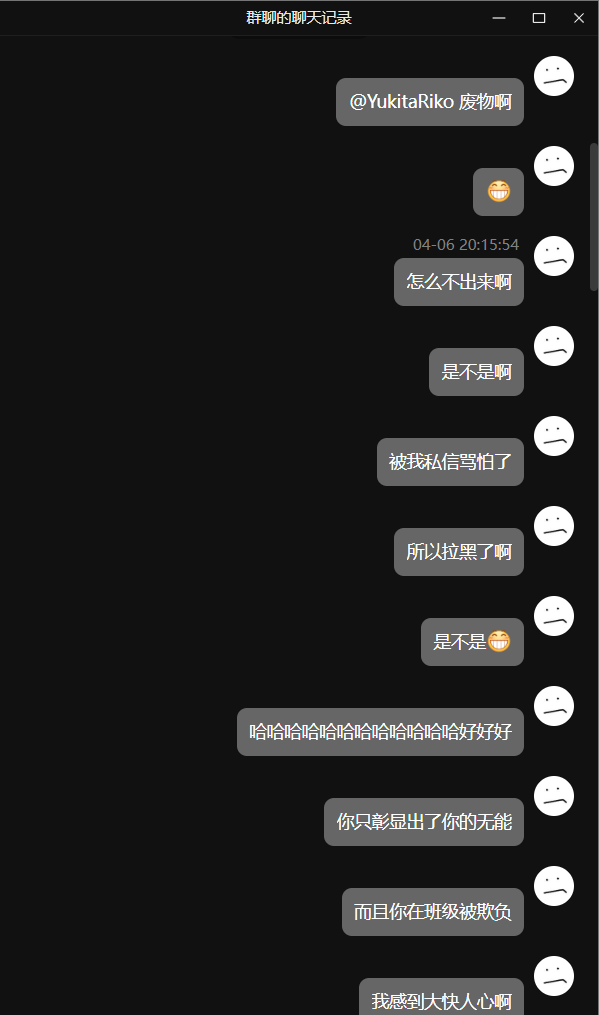 群聊的聊天记录
@YukitaRiko 废物啊
😁
04-06 20:15:54
怎么不出来啊
是不是啊
被我私信骂怕了
所以拉黑了啊
是不是😁
哈哈哈哈哈哈哈哈哈哈哈哈好好好
你只彰显出了你的无能
而且你在班级被欺负
我感到大快人心啊